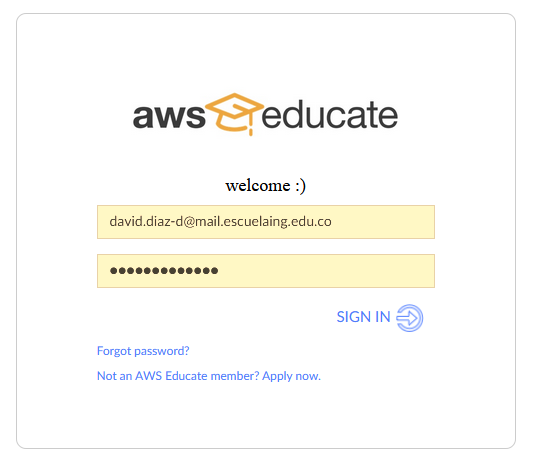 aws educate
welcome :)
david.diaz-d@mail.escuelaing.edu.co
•••••••••••••
SIGN IN
Forgot password?
Not an AWS Educate member? Apply now.